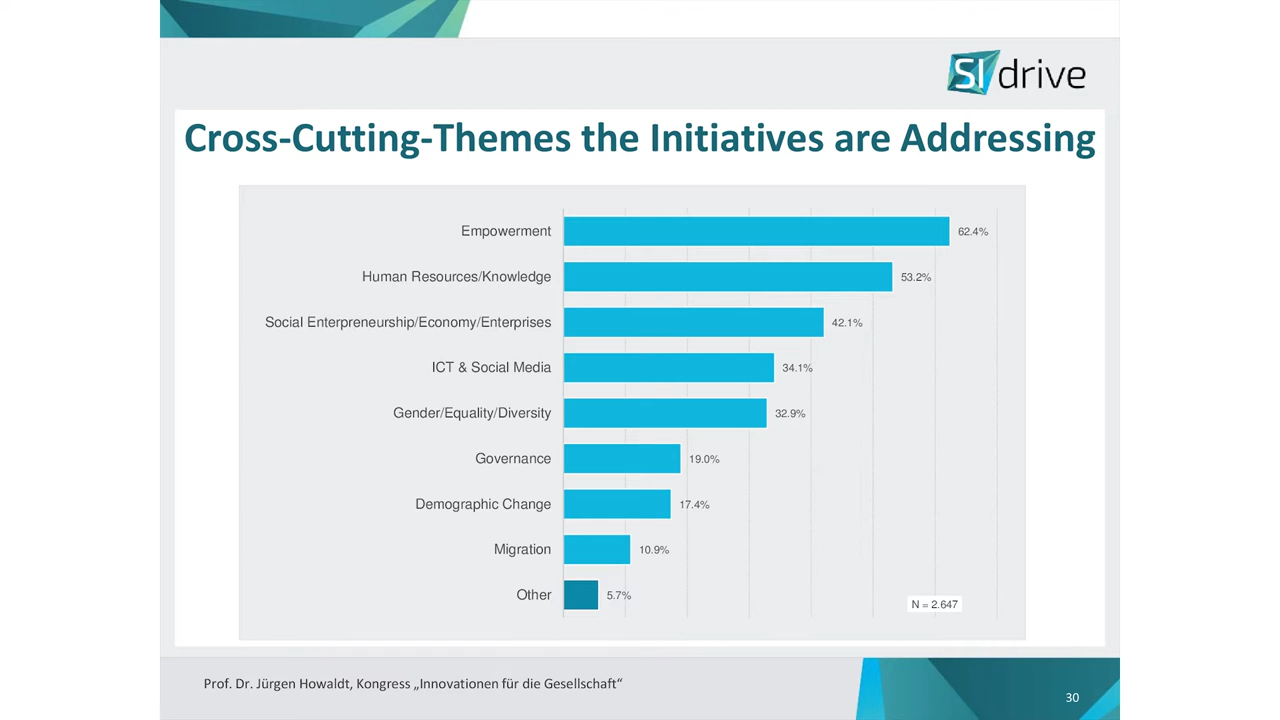 SI drive
Cross-Cutting-Themes the Initiatives are Addressing
Empowerment 62.4%
Human Resources/Knowledge 53.2%
Social Enterpreneurship/Economy/Enterprises 42.1%
ICT & Social Media 34.1%
Gender/Equality/Diversity 32.9%
Governance 19.0%
Demographic Change 17.4%
Migration 10.9%
Other 5.7%
N = 2.647
Prof. Dr. Jürgen Howaldt, Kongress „Innovationen für die Gesellschaft“
30